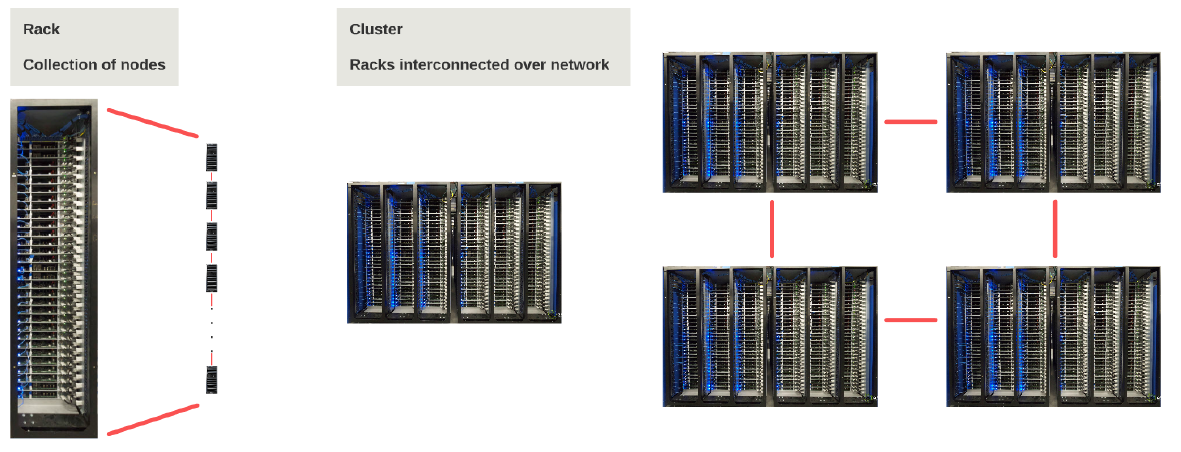 Rack
Collection of nodes
Cluster
Racks interconnected over network